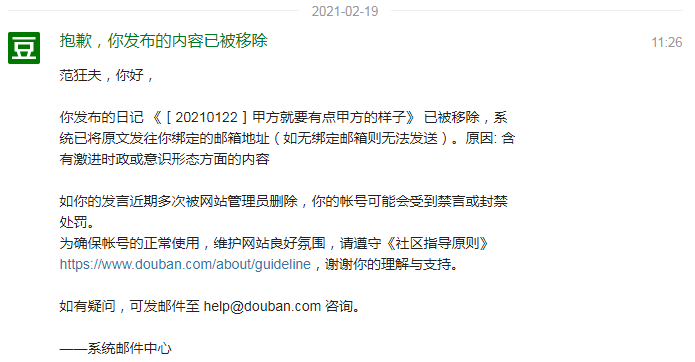 2021-02-19
豆
抱歉，你发布的内容已被移除
11:26
范狂夫，你好，
你发布的日记 《［20210122］甲方就要有点甲方的样子》 已被移除，系
统已将原文发往你绑定的邮箱地址（如无绑定邮箱则无法发送）。原因: 含
有激进时政或意识形态方面的内容
如你的发言近期多次被网站管理员删除，你的帐号可能会受到禁言或封禁
处罚。
为确保帐号的正常使用，维护网站良好氛围，请遵守《社区指导原则》
https://www.douban.com/about/guideline，谢谢你的理解与支持。
如有疑问，可发邮件至 help@douban.com 咨询。
——系统邮件中心